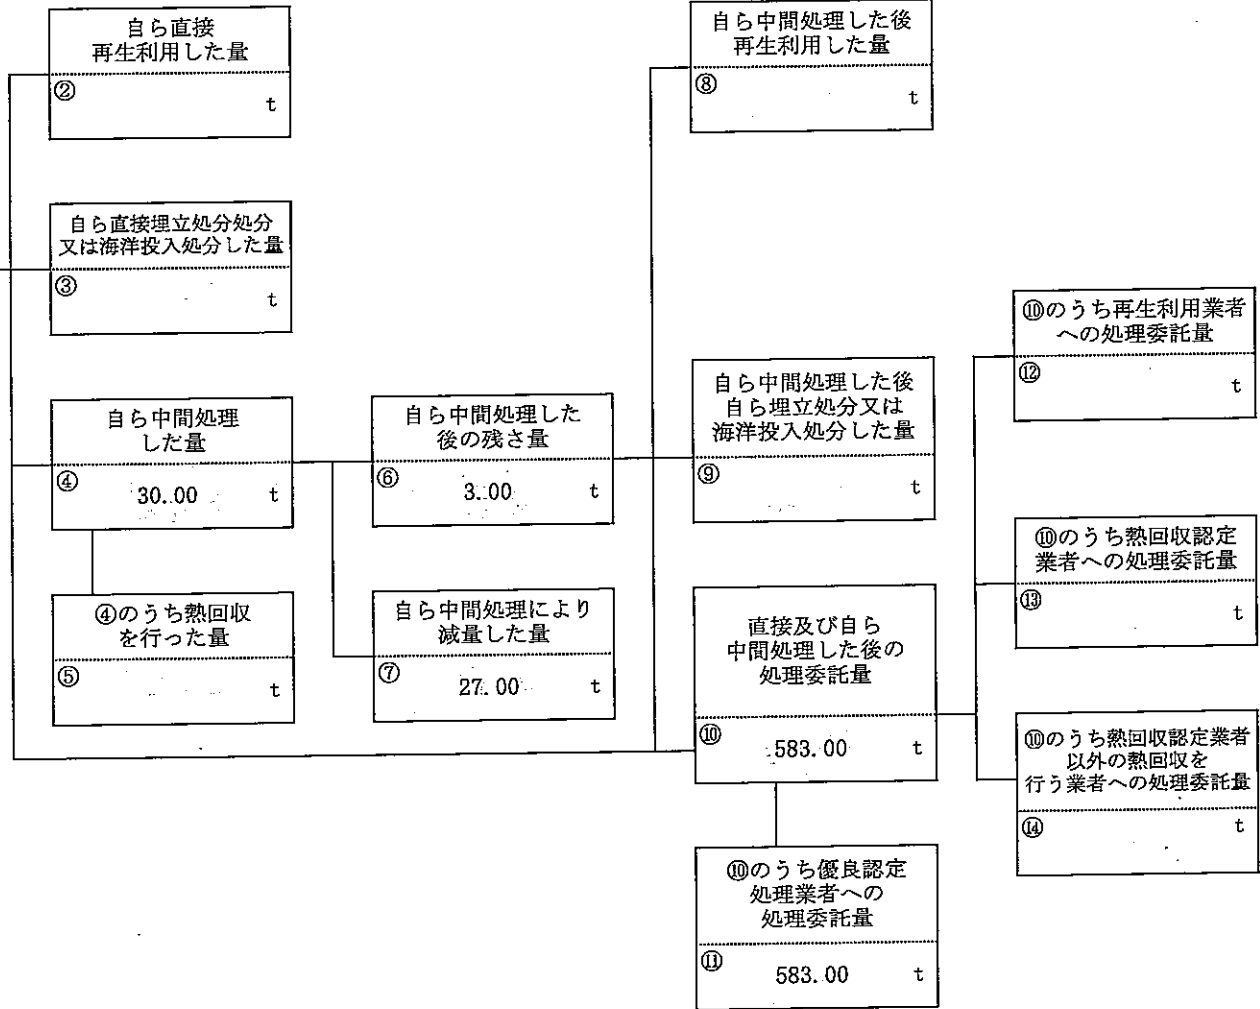 自ら直接
再生利用した量
②
t
自ら直接埋立処分処分
又は海洋投入処分した量
③
t
自ら中間処理
しだ量
④ 30.00 t
④のうち熱回収
を行った量
⑤
t
自ら中間処理した
後の残さ量
⑥ 3.00 t
自ら中間処理により
減量した量
⑦ 27.00 t
自ら中間処理した後
再生利用した量
⑧
t
自ら中間処理した後
自ら埋立処分又は
海洋投入処分した量
⑨
t
直接及び自ら
中間処理した後の
処理委託量
⑩ 583.00 t
⑩のうち優良認定
処理業者への
処理委託量
⑪ 583.00 t
⑩のうち再生利用業者
への処理委託量
⑫
t
⑩のうち熱回収認定
業者への処理委託量
⑬
t
⑩のうち熱回収認定業者
以外の熱回収を
行う業者への処理委託量
⑭
t